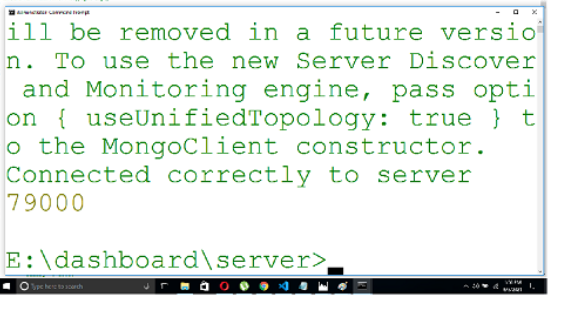 ill be removed in a future versio
n. To use the new Server Discover
 and Monitoring engine, pass opti
on { useUnifiedTopology: true } t
o the MongoClient constructor.
Connected correctly to server
79000
E:\dashboard\server>
Type here to search